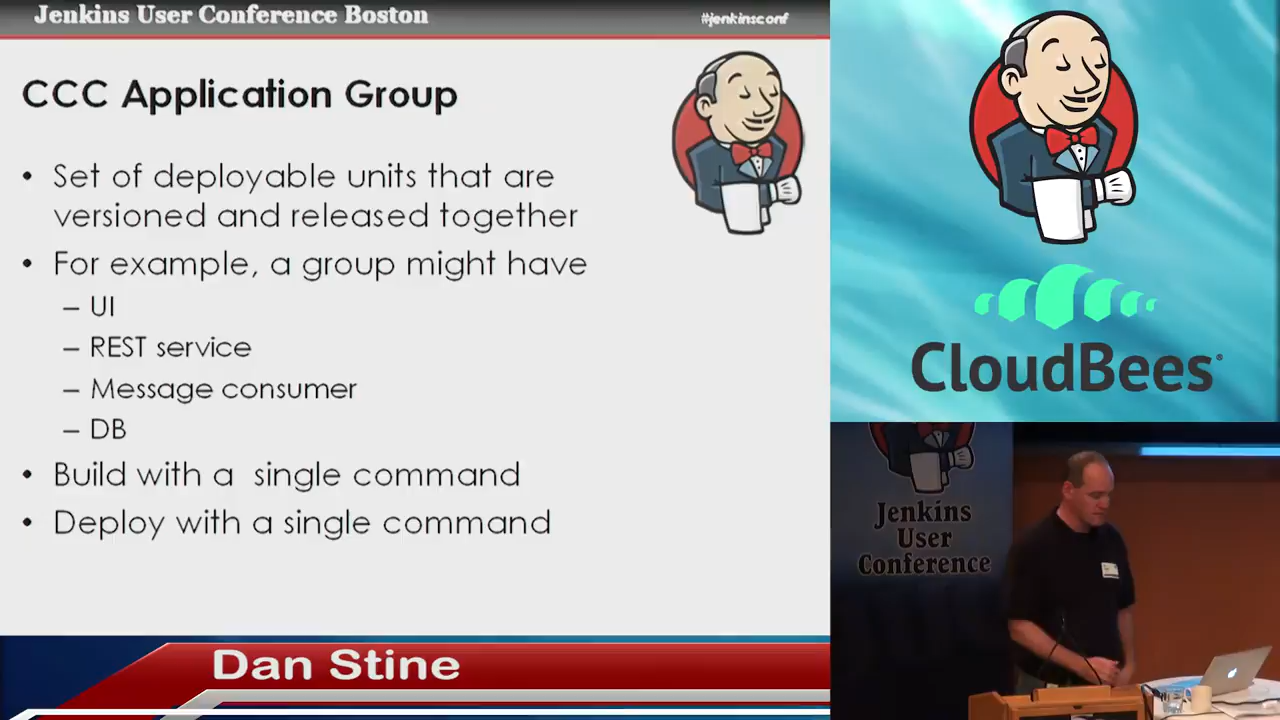 Jenkins User Conference Boston
#jenkinsconf
CCC Application Group
• Set of deployable units that are
versioned and released together
• For example, a group might have
– UI
– REST service
– Message consumer
– DB
• Build with a single command
• Deploy with a single command
Dan Stine
CloudBees®
Jenkins
User
Conference